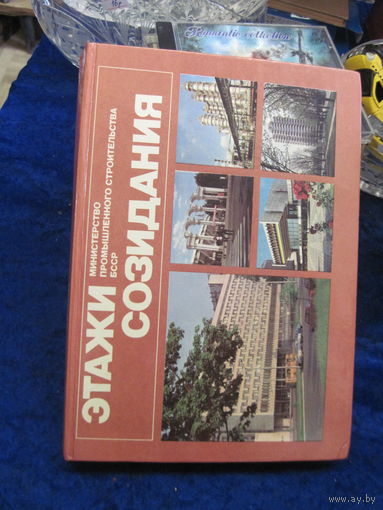 Romantic collection
ЭТАЖИ
МИНИСТЕРСТВО
ПРОМЫШЛЕННОГО СТРОИТЕЛЬСТВА
БССР
СОЗИДАНИЯ
www.ay.by